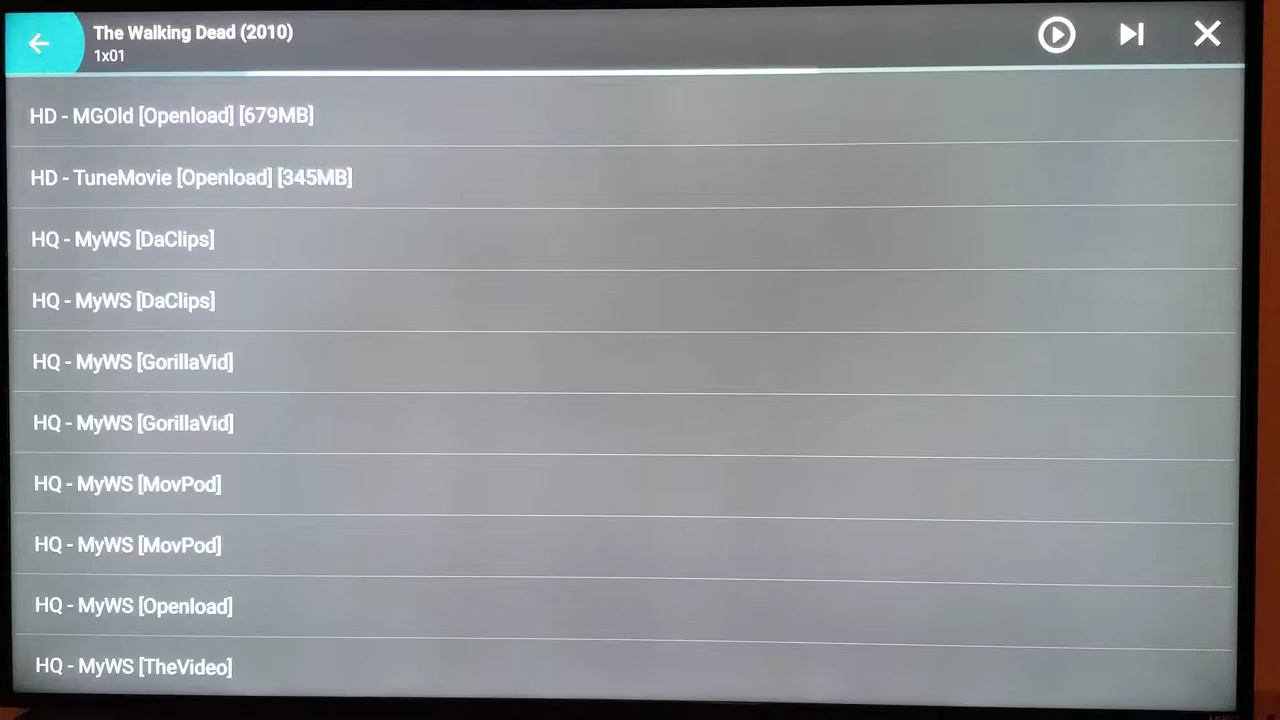 The Walking Dead (2010)
1x01
HD - MGOld [Openload] [679MB]
HD - TuneMovie [Openload] [345MB]
HQ - MyWS [DaClips]
HQ - MyWS [DaClips]
HQ - MyWS [GorillaVid]
HQ - MyWS [GorillaVid]
HQ - MyWS [MovPod]
HQ - MyWS [MovPod]
HQ - MyWS [Openload]
HQ - MyWS [TheVideo]